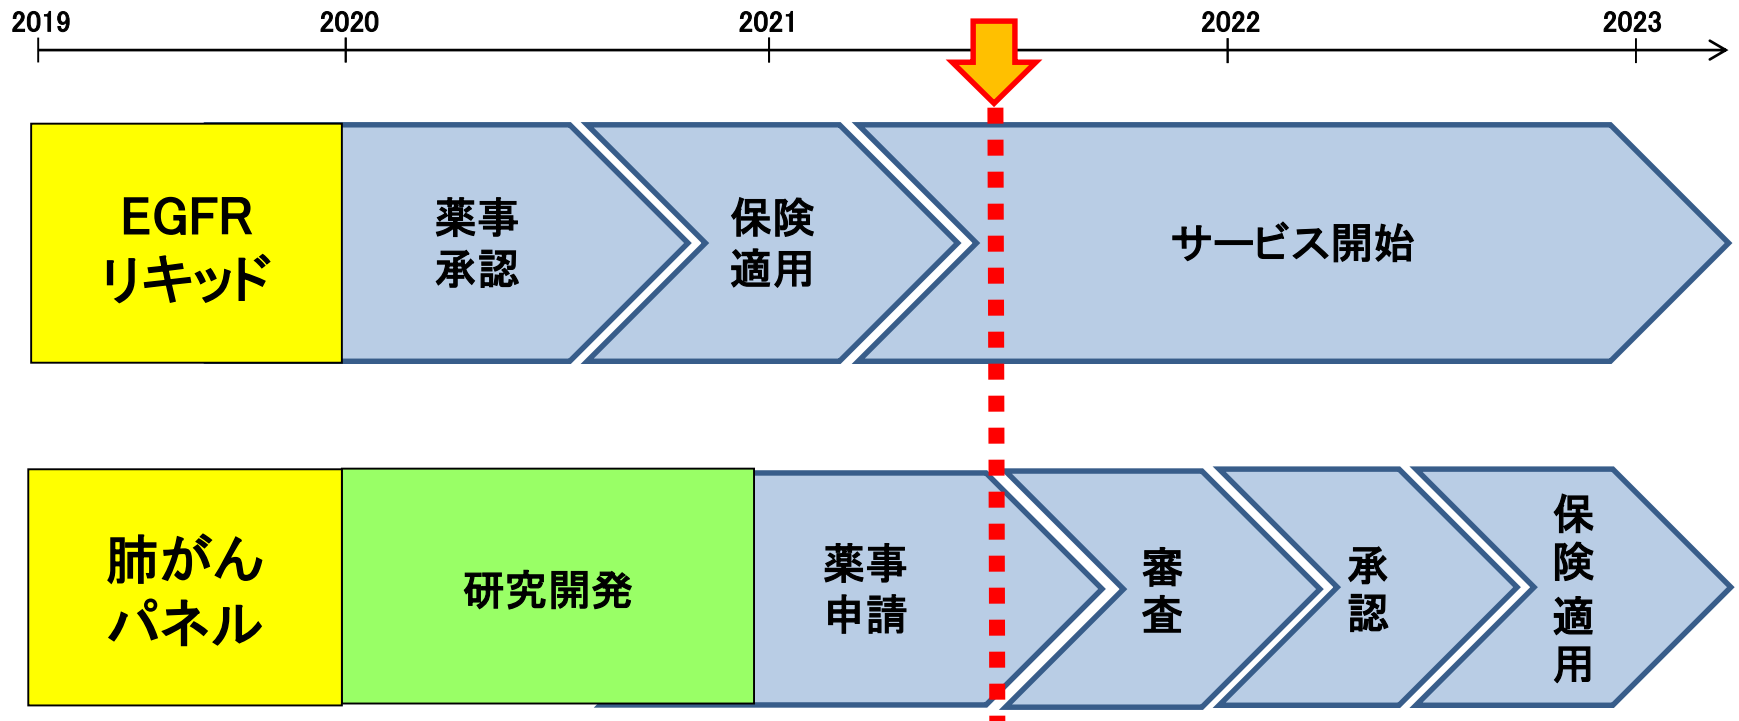 2019
2020
2021
2022
2023
EGFR
リキッド
薬事
承認
保険
適用
サービス開始
肺がん
パネル
研究開発
薬事
申請
審
査
承
認
保
険
適
用